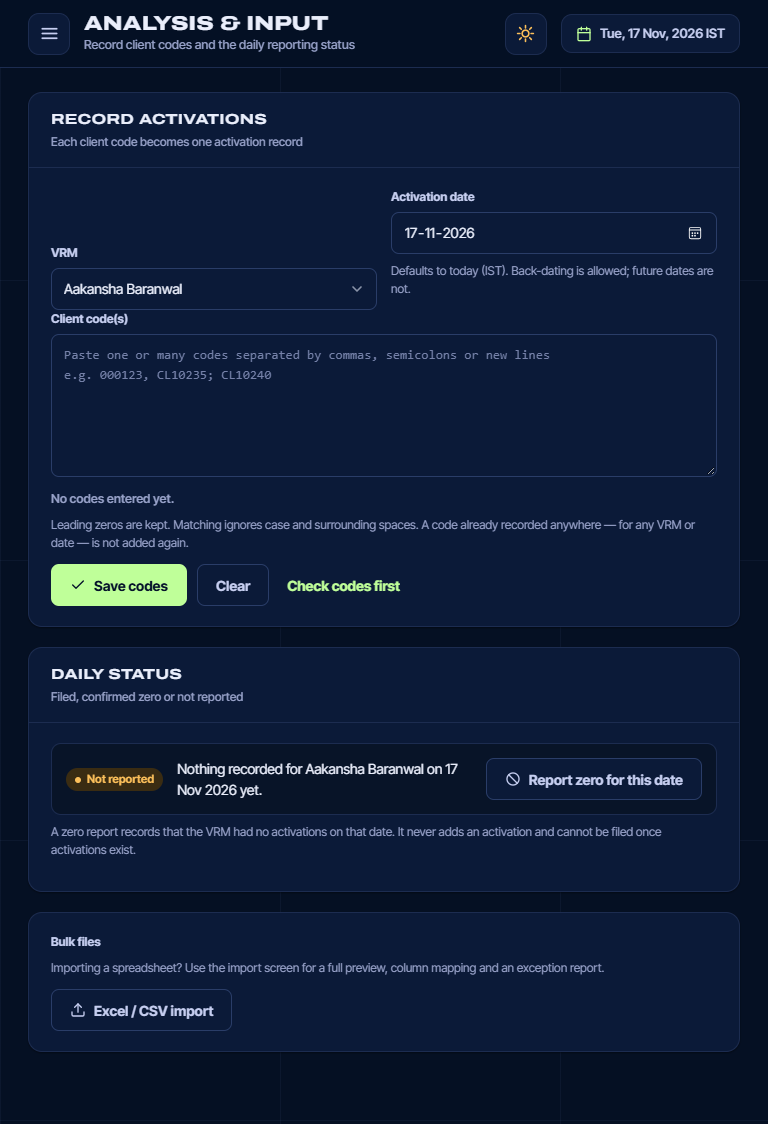 ANALYSIS & INPUT
Record client codes and the daily reporting status
Tue, 17 Nov, 2026 IST
RECORD ACTIVATIONS
Each client code becomes one activation record
VRM
Aakansha Baranwal
Activation date
17-11-2026
Defaults to today (IST). Back-dating is allowed; future dates are
not.
Client code(s)
Paste one or many codes separated by commas, semicolons or new lines
e.g. 000123, CL10235; CL10240
No codes entered yet.
Leading zeros are kept. Matching ignores case and surrounding spaces. A code already recorded anywhere — for any VRM or
date — is not added again.
Save codes
Clear
Check codes first
DAILY STATUS
Filed, confirmed zero or not reported
Not reported
Nothing recorded for Aakansha Baranwal on 17
Nov 2026 yet.
Report zero for this date
A zero report records that the VRM had no activations on that date. It never adds an activation and cannot be filed once
activations exist.
Bulk files
Importing a spreadsheet? Use the import screen for a full preview, column mapping and an exception report.
Excel / CSV import